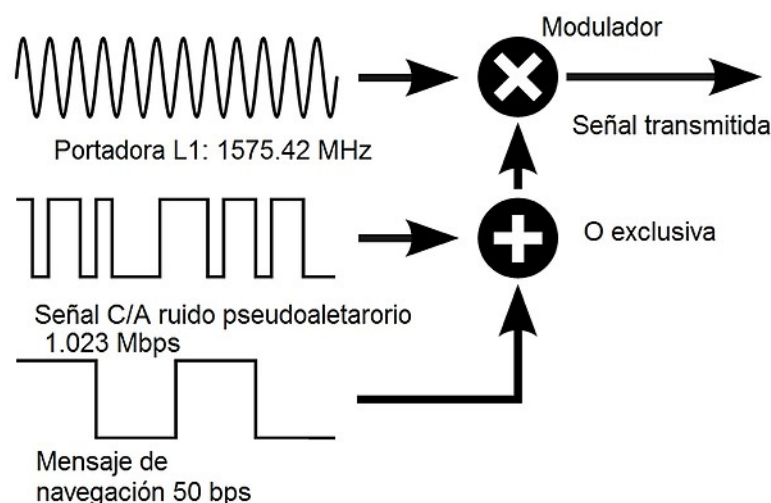 Modulador
Señal transmitida
Portadora L1: 1575.42 MHz
O exclusiva
Señal C/A ruido pseudoaletarorio
1.023 Mbps
Mensaje de
navegación 50 bps